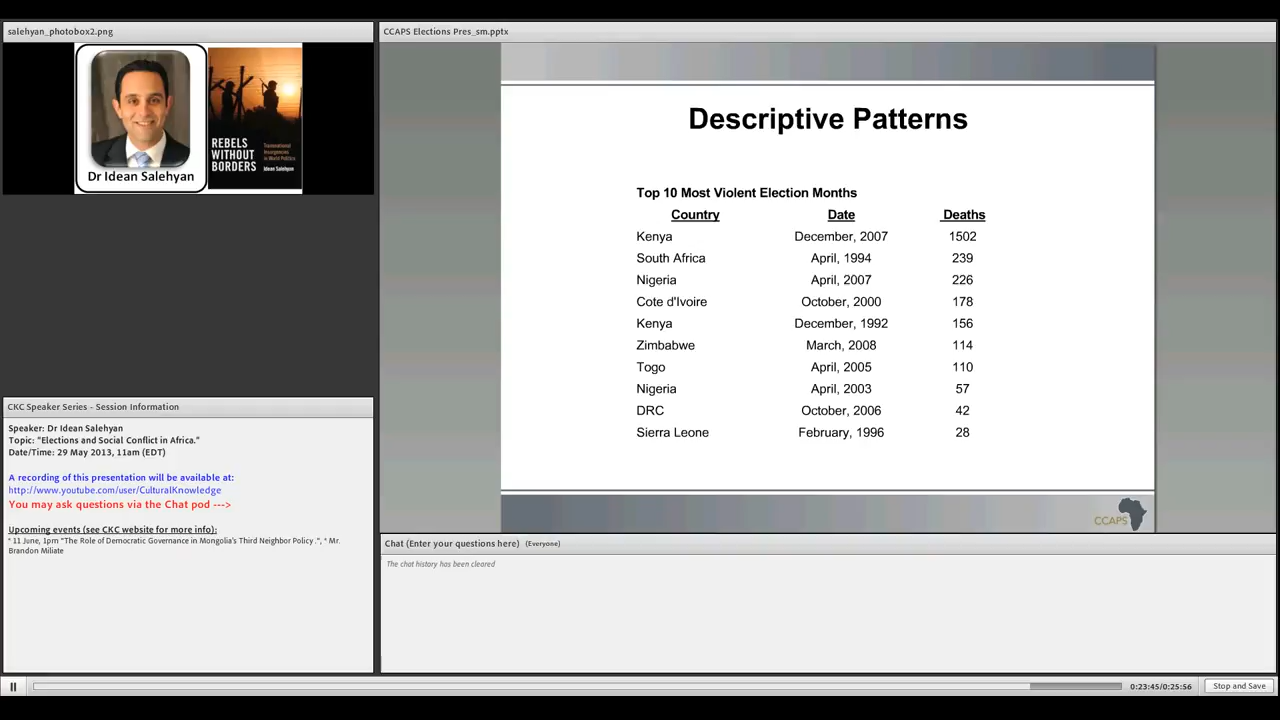 salehyan_photobox2.png
Dr Idean Salehyan
REBELS
WITHOUT
BORDERS
Transnational
Insurgencies
in World Politics
Idean Salehyan
CKC Speaker Series - Session Information
Speaker: Dr Idean Salehyan
Topic: "Elections and Social Conflict in Africa."
Date/Time: 29 May 2013, 11am (EDT)
A recording of this presentation will be available at:
http://www.youtube.com/user/CulturalKnowledge
You may ask questions via the Chat pod --->
Upcoming events (see CKC website for more info):
* 11 June, 1pm "The Role of Democratic Governance in Mongolia's Third Neighbor Policy .", * Mr.
Brandon Miliate
CCAPS Elections Pres_sm.pptx
Descriptive Patterns
Top 10 Most Violent Election Months
Country Date Deaths
Kenya December, 2007 1502
South Africa April, 1994 239
Nigeria April, 2007 226
Cote d'Ivoire October, 2000 178
Kenya December, 1992 156
Zimbabwe March, 2008 114
Togo April, 2005 110
Nigeria April, 2003 57
DRC October, 2006 42
Sierra Leone February, 1996 28
CCAPS
Chat (Enter your questions here) (Everyone)
The chat history has been cleared
0:23:45/0:25:56 Stop and Save